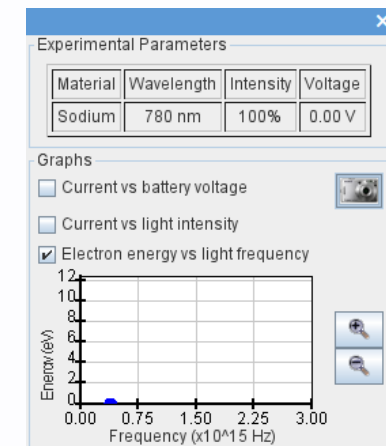 Experimental Parameters
Material Wavelength Intensity Voltage
Sodium 780 nm 100% 0.00 V
Graphs
Current vs battery voltage
Current vs light intensity
Electron energy vs light frequency
12
10
8
6
4
2
0
Energy (eV)
0.00 0.75 1.50 2.25 3.00
Frequency (x10^15 Hz)